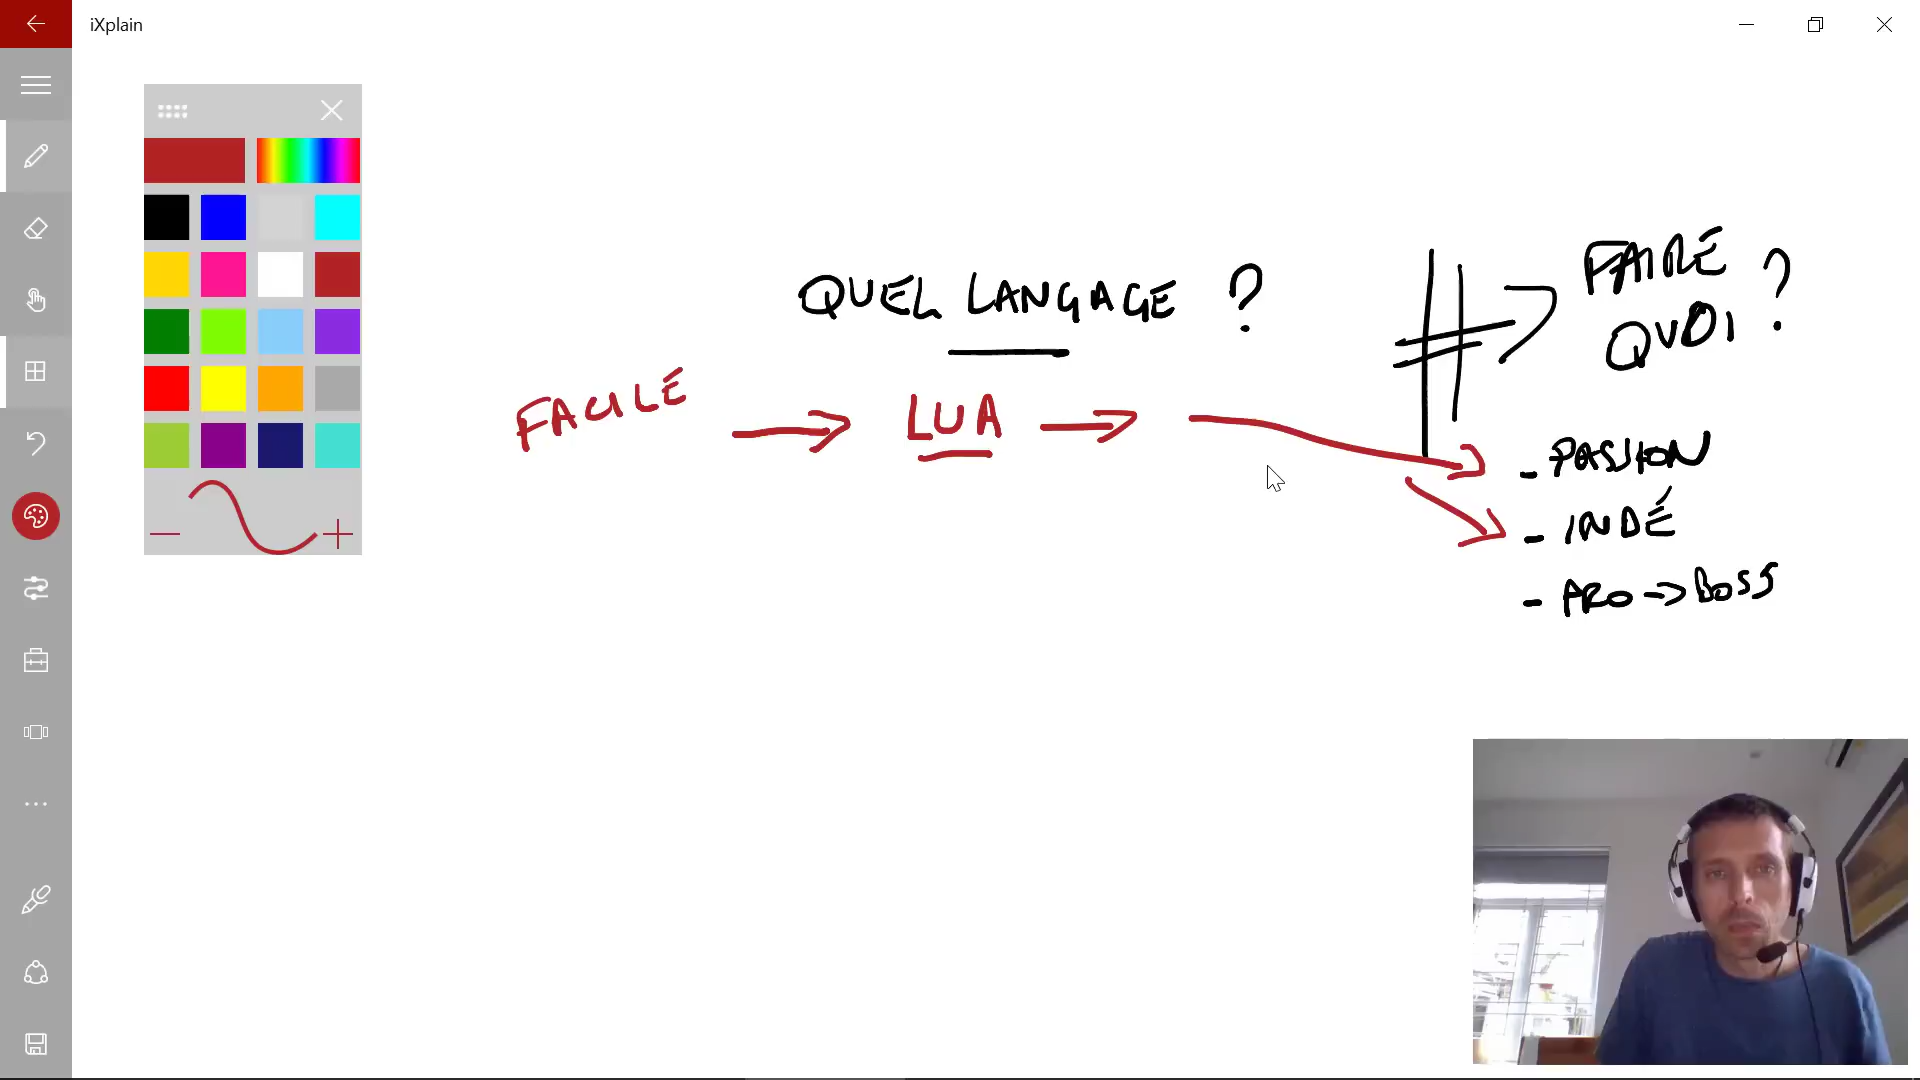 iXplain
QUEL LANGAGE ?
FAIRE
QUOI ?
FACILE → LUA →
- PASSION
- INDÉ
- PRO -> BOSS